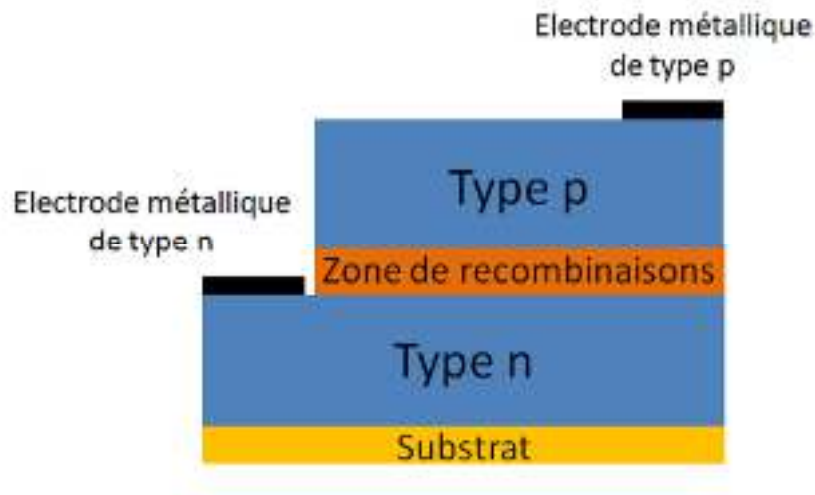 Electrode métallique
de type p
Type p
Electrode métallique
de type n
Zone de recombinaisons
Type n
Substrat